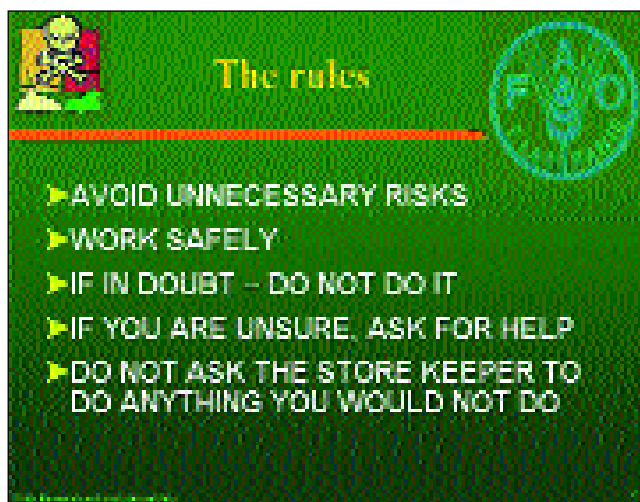 The rules
F A O
AVOID UNNECESSARY RISKS
WORK SAFELY
IF IN DOUBT – DO NOT DO IT
IF YOU ARE UNSURE, ASK FOR HELP
DO NOT ASK THE STORE KEEPER TO
DO ANYTHING YOU WOULD NOT DO